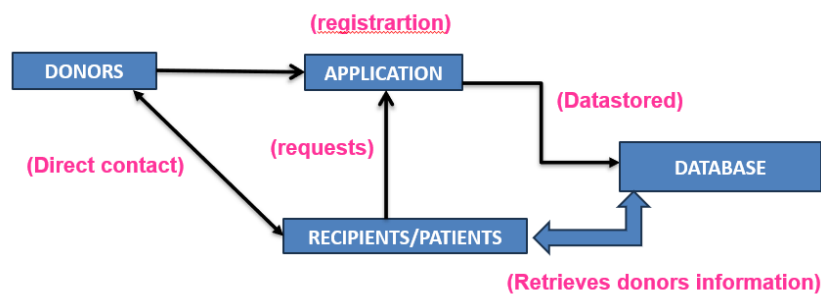 (registrartion)
DONORS
APPLICATION
(Datastored)
(requests)
(Direct contact)
DATABASE
RECIPIENTS/PATIENTS
(Retrieves donors information)